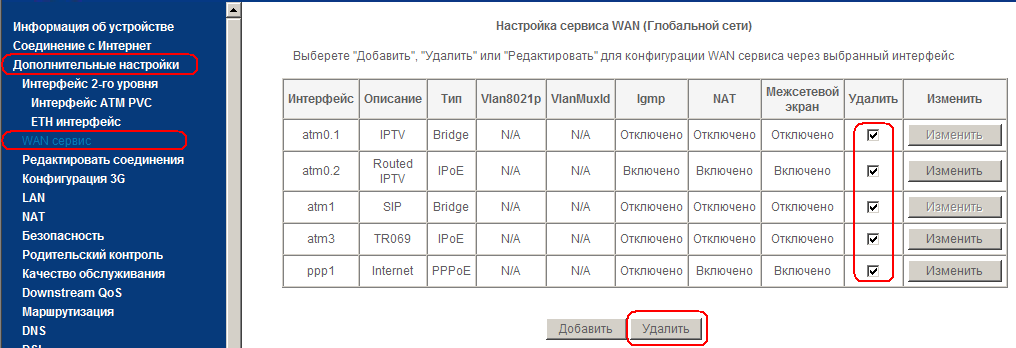 Информация об устройстве
Соединение с Интернет
Дополнительные настройки
Интерфейс 2-го уровня
Интерфейс ATM PVC
ETH интерфейс
WAN сервис
Редактировать соединения
Конфигурация 3G
LAN
NAT
Безопасность
Родительский контроль
Качество обслуживания
Downstream QoS
Маршрутизация
DNS
DSL
Настройка сервиса WAN (Глобальной сети)
Выберете "Добавить", "Удалить" или "Редактировать" для конфигурации WAN сервиса через выбранный интерфейс
Интерфейс Описание Тип Vlan8021p VlanMuxId Igmp NAT Межсетевой экран Удалить Изменить
atm0.1 IPTV Bridge N/A N/A Отключено Отключено Отключено Изменить
atm0.2 Routed IPTV IPoE N/A N/A Включено Включено Включено Изменить
atm1 SIP Bridge N/A N/A Отключено Отключено Отключено Изменить
atm3 TR069 IPoE N/A N/A Отключено Отключено Отключено Изменить
ppp1 Internet PPPoE N/A N/A Отключено Включено Включено Изменить
Добавить Удалить